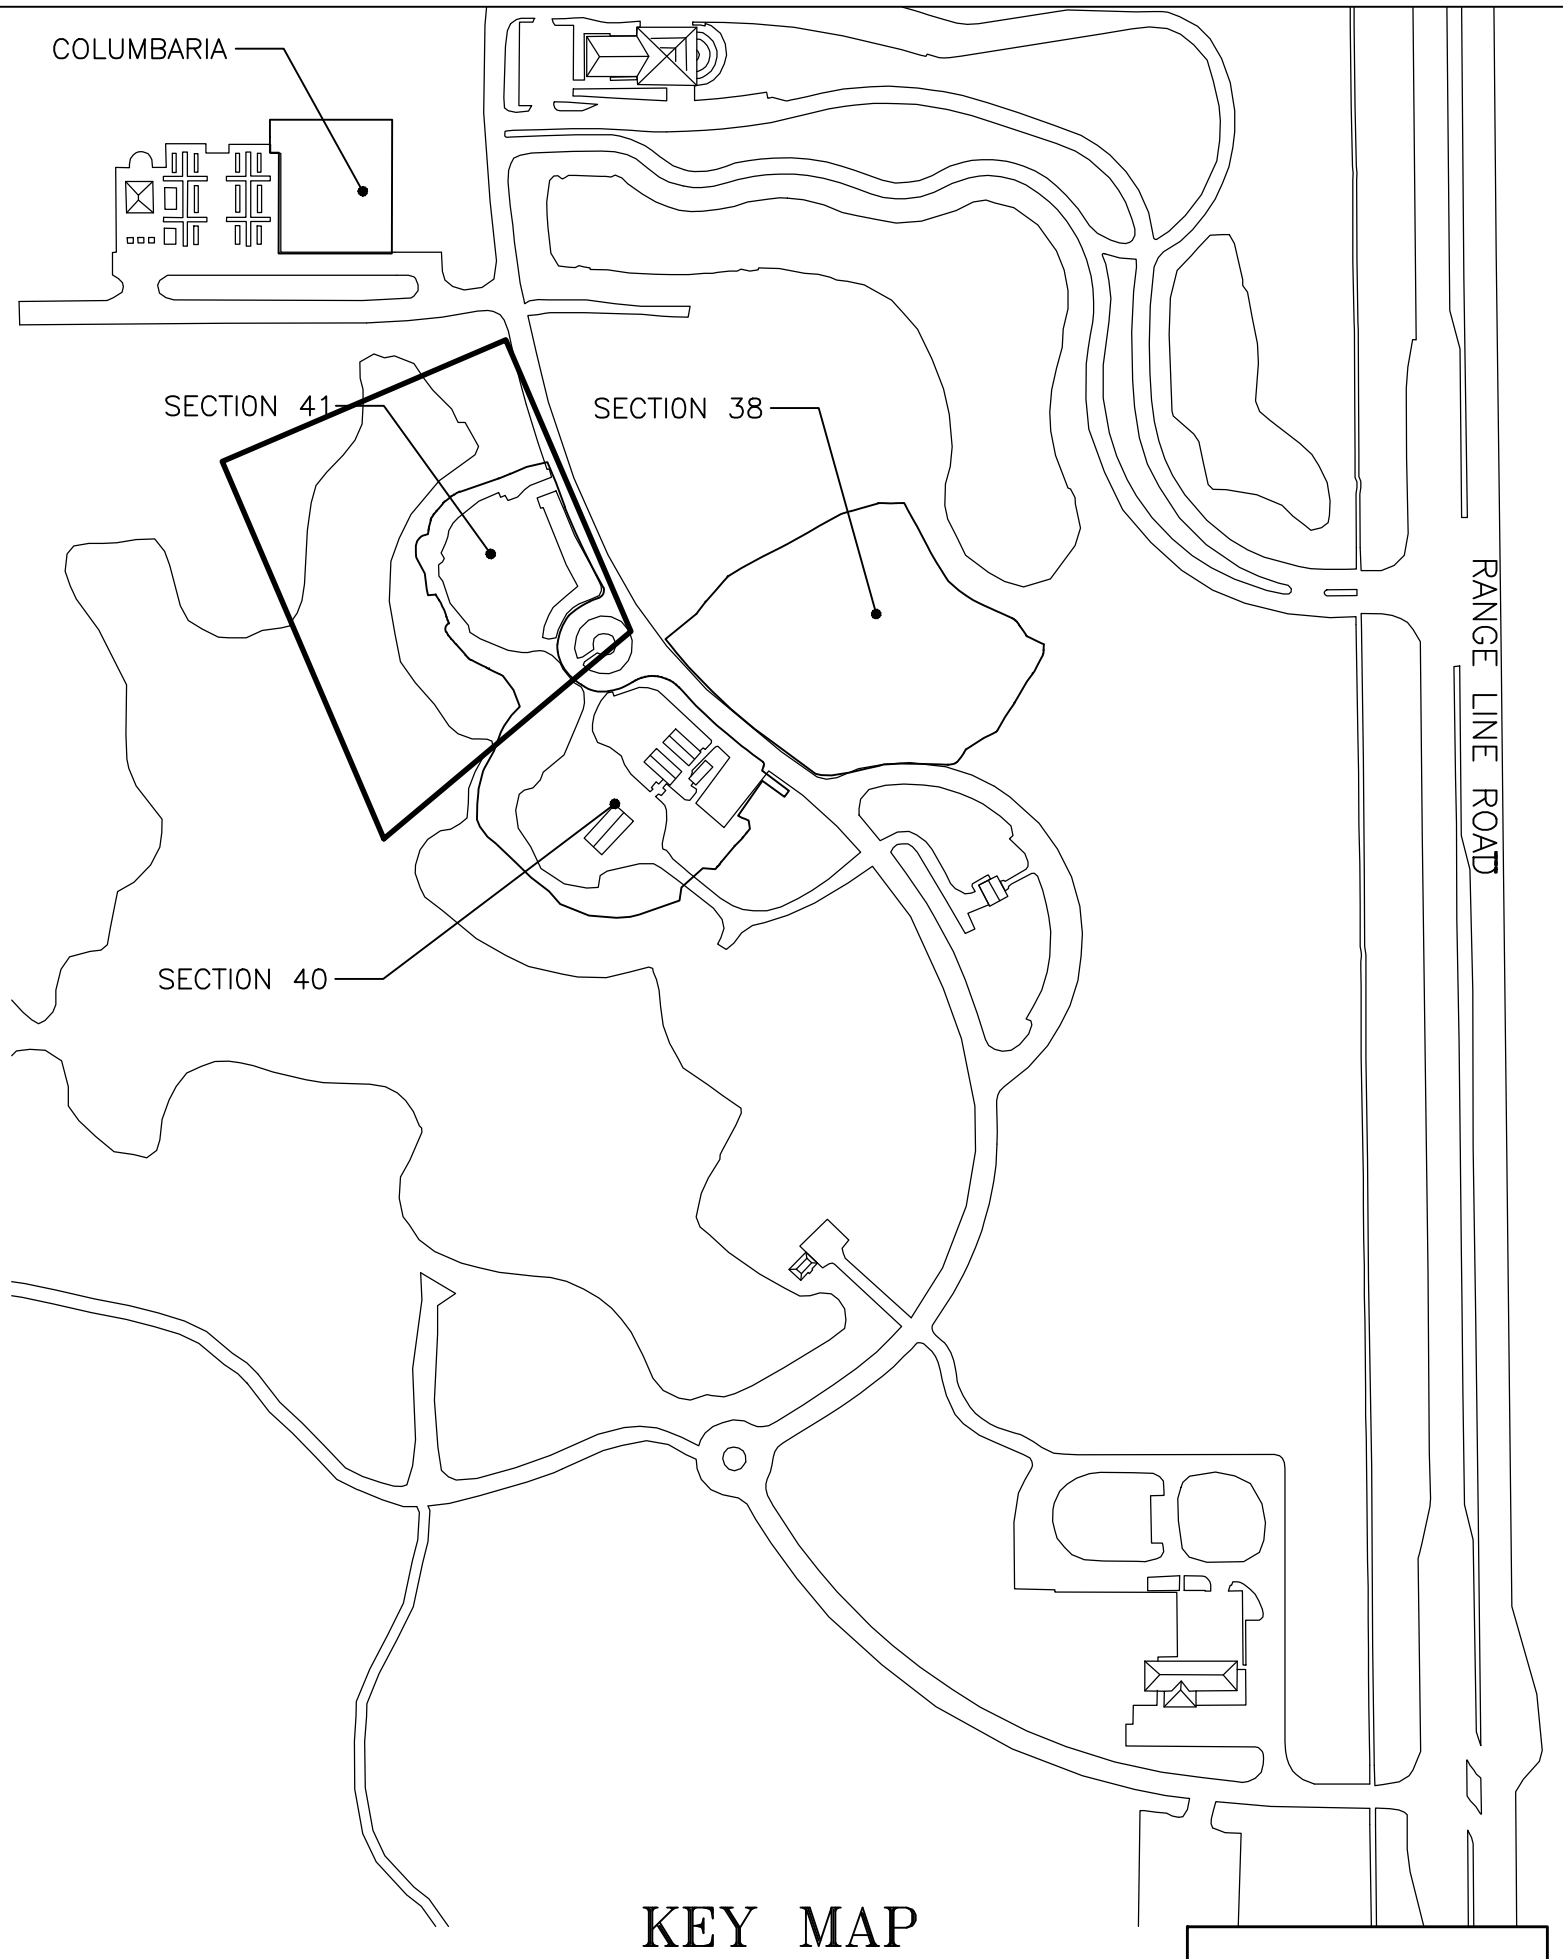 COLUMBARIA
SECTION 41
SECTION 38
RANGE LINE ROAD
SECTION 40
KEY MAP